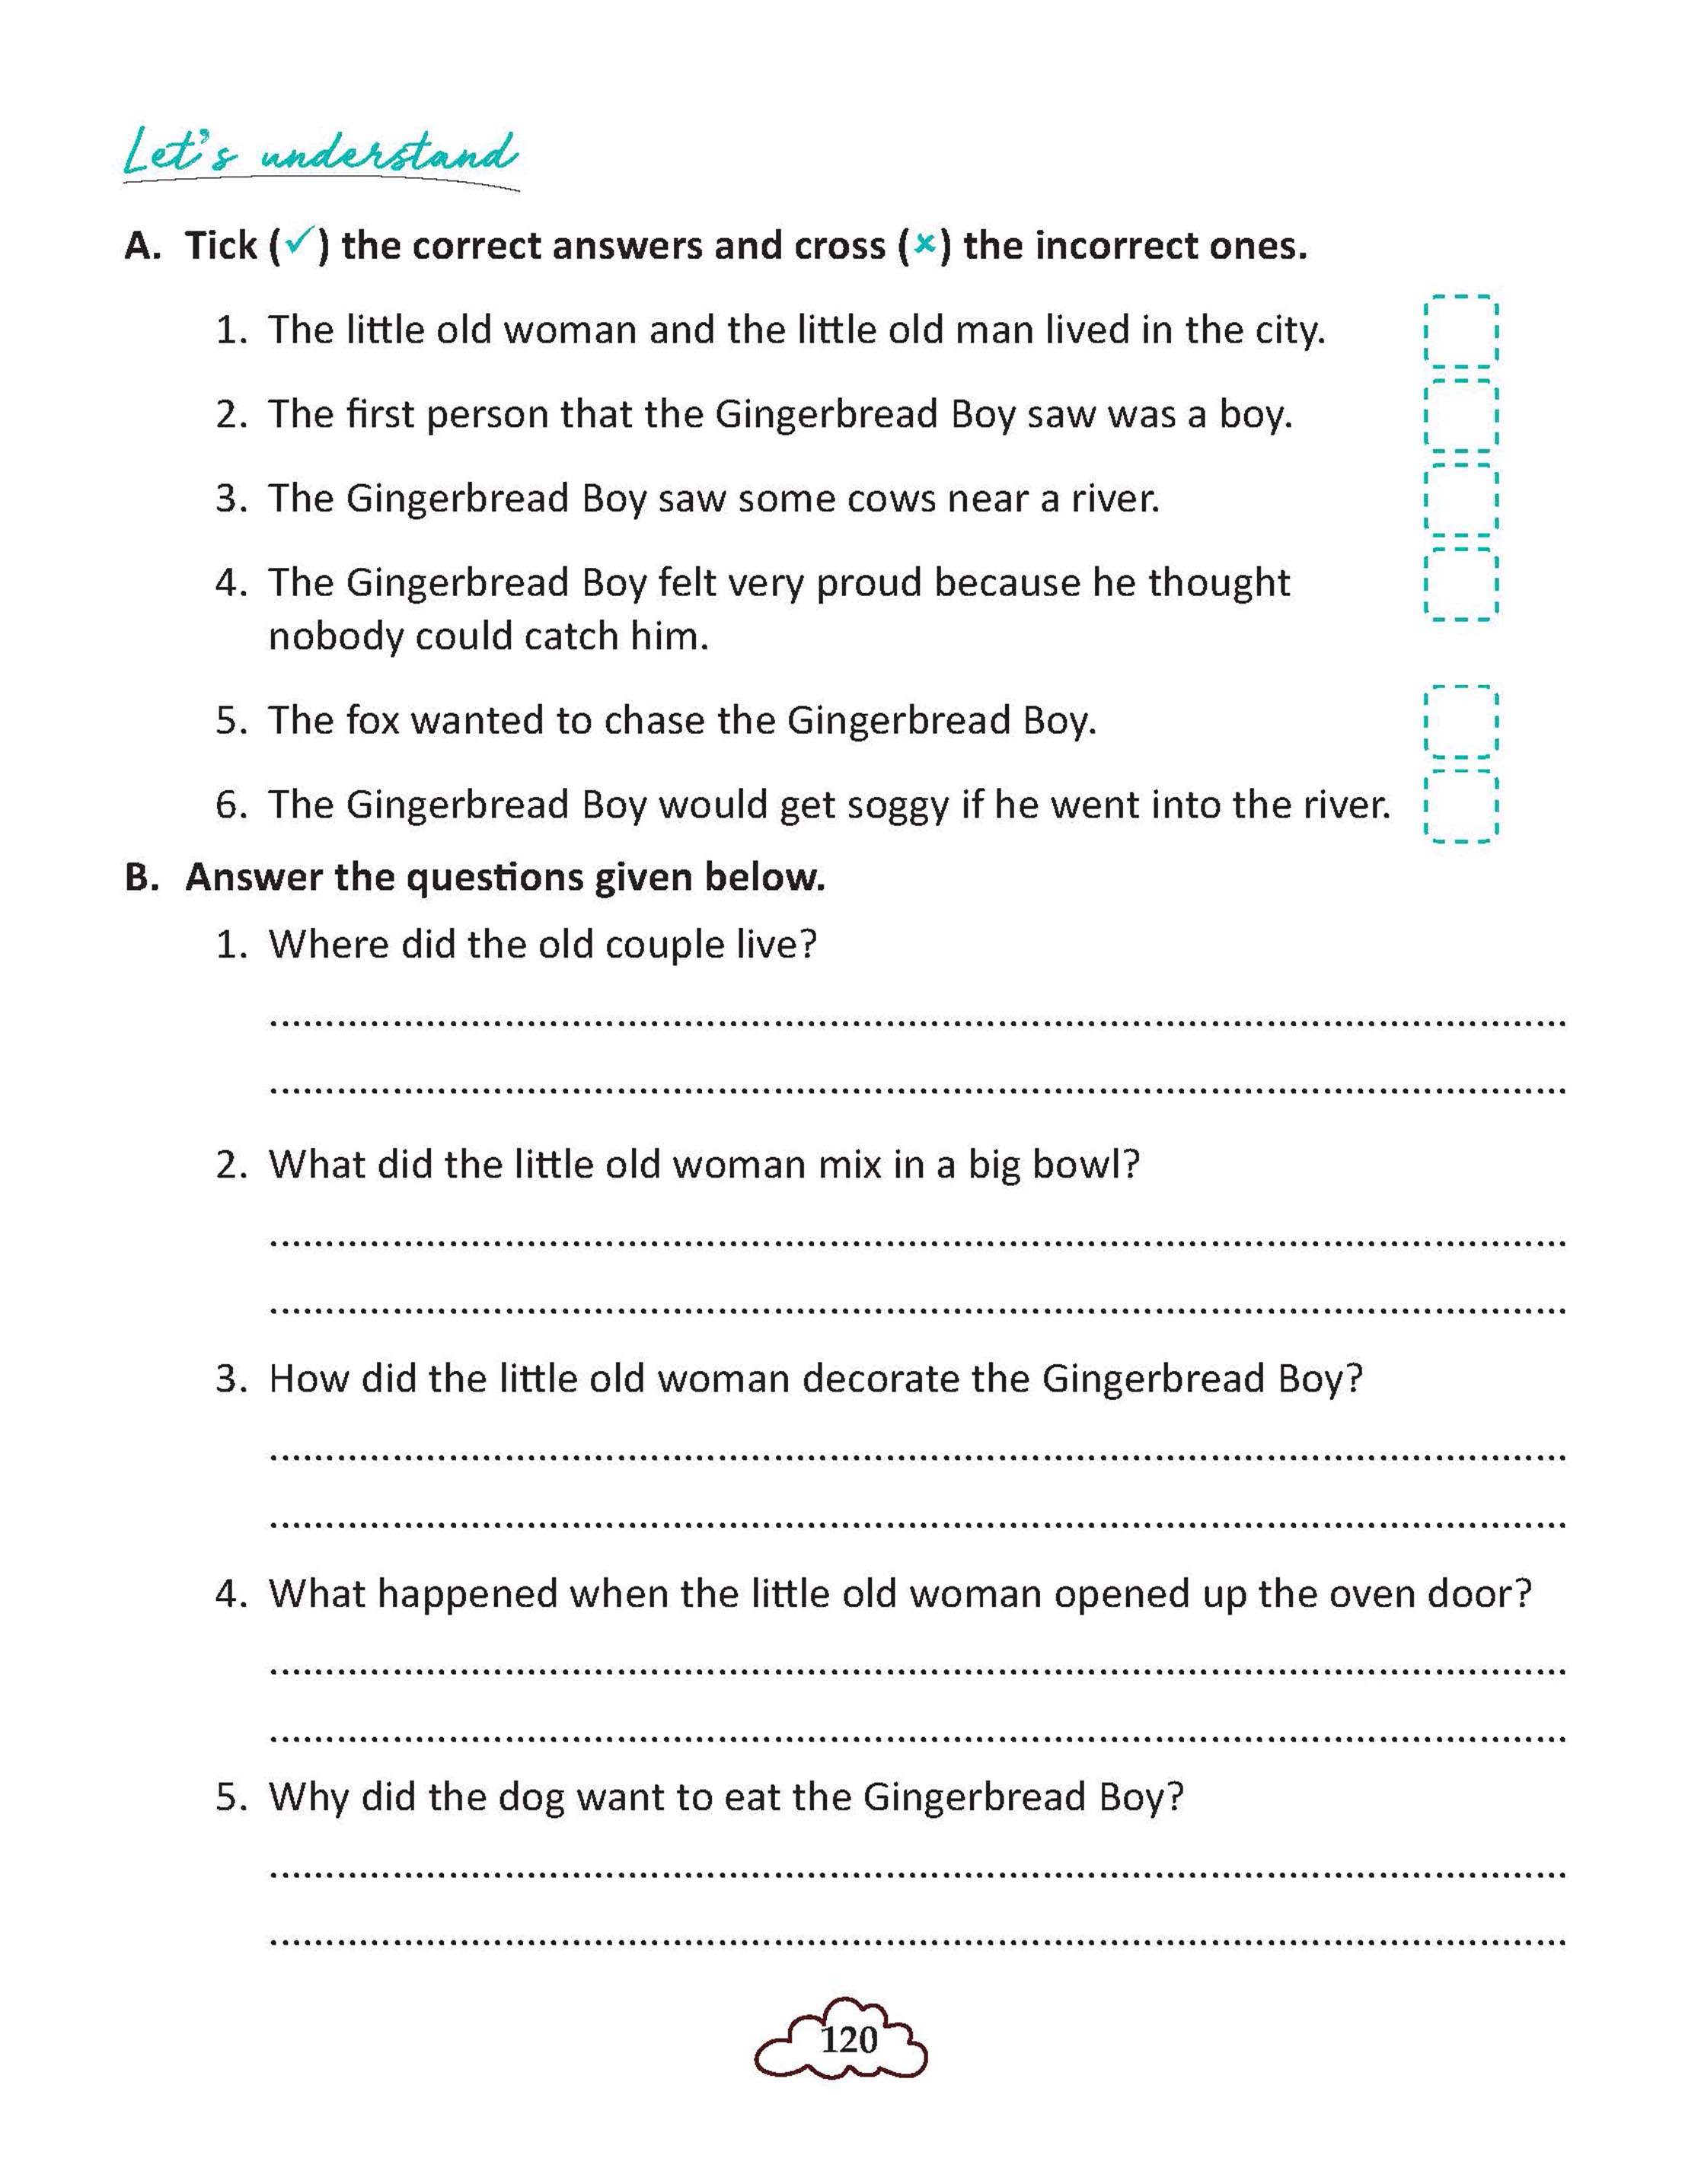 Let's understand
A. Tick (✓) the correct answers and cross (×) the incorrect ones.
1. The little old woman and the little old man lived in the city.
2. The first person that the Gingerbread Boy saw was a boy.
3. The Gingerbread Boy saw some cows near a river.
4. The Gingerbread Boy felt very proud because he thought
nobody could catch him.
5. The fox wanted to chase the Gingerbread Boy.
6. The Gingerbread Boy would get soggy if he went into the river.
B. Answer the questions given below.
1. Where did the old couple live?
2. What did the little old woman mix in a big bowl?
3. How did the little old woman decorate the Gingerbread Boy?
4. What happened when the little old woman opened up the oven door?
5. Why did the dog want to eat the Gingerbread Boy?
120